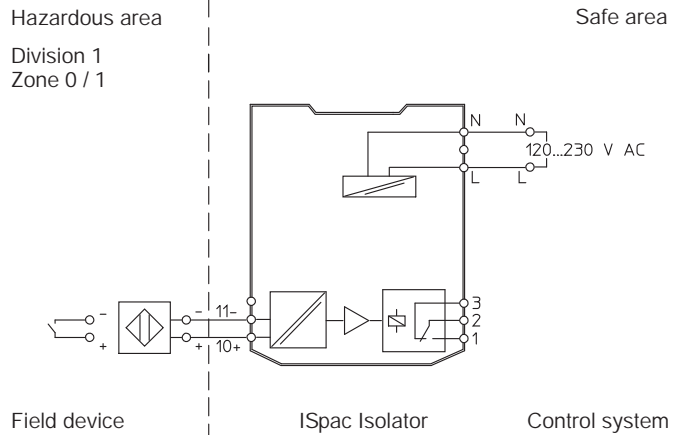 Hazardous area
Safe area
Division 1
Zone 0 / 1
N
N
120...230 V AC
L
L
- - 11- 3
2
+ + 10+ 1
Field device
ISpac Isolator
Control system